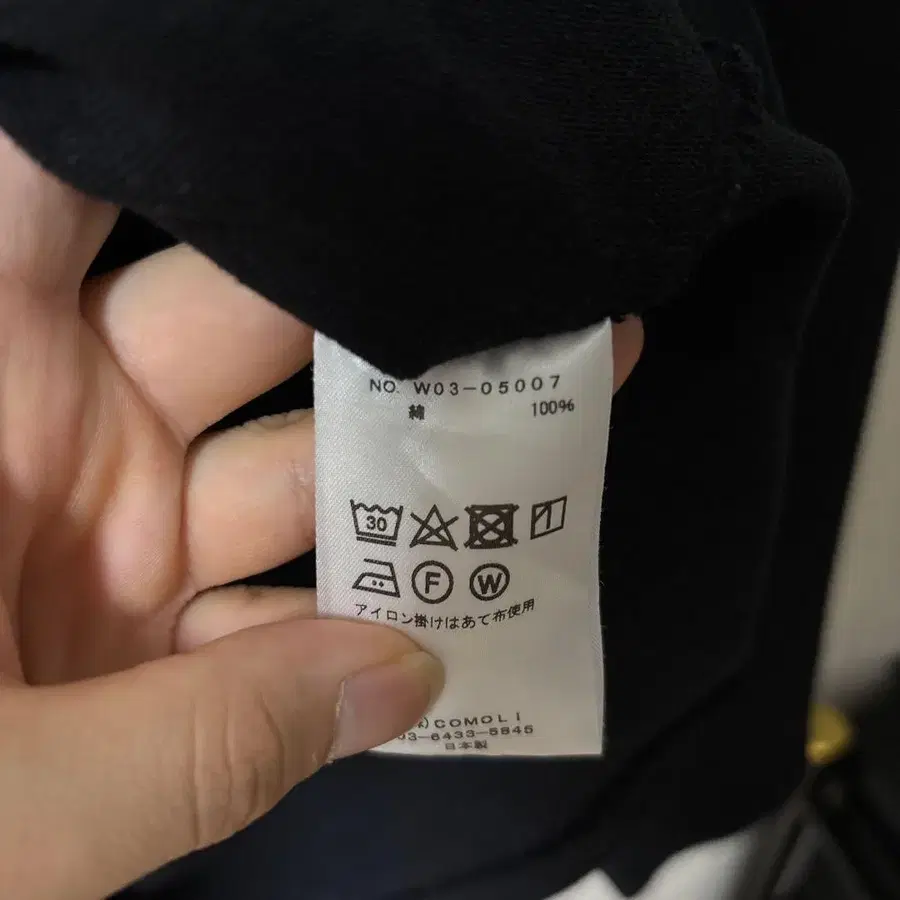 NO. W03-05007
綿 100%
30
F W
アイロン掛けはあて布使用
COMOLI
03-6433-5845
日本製